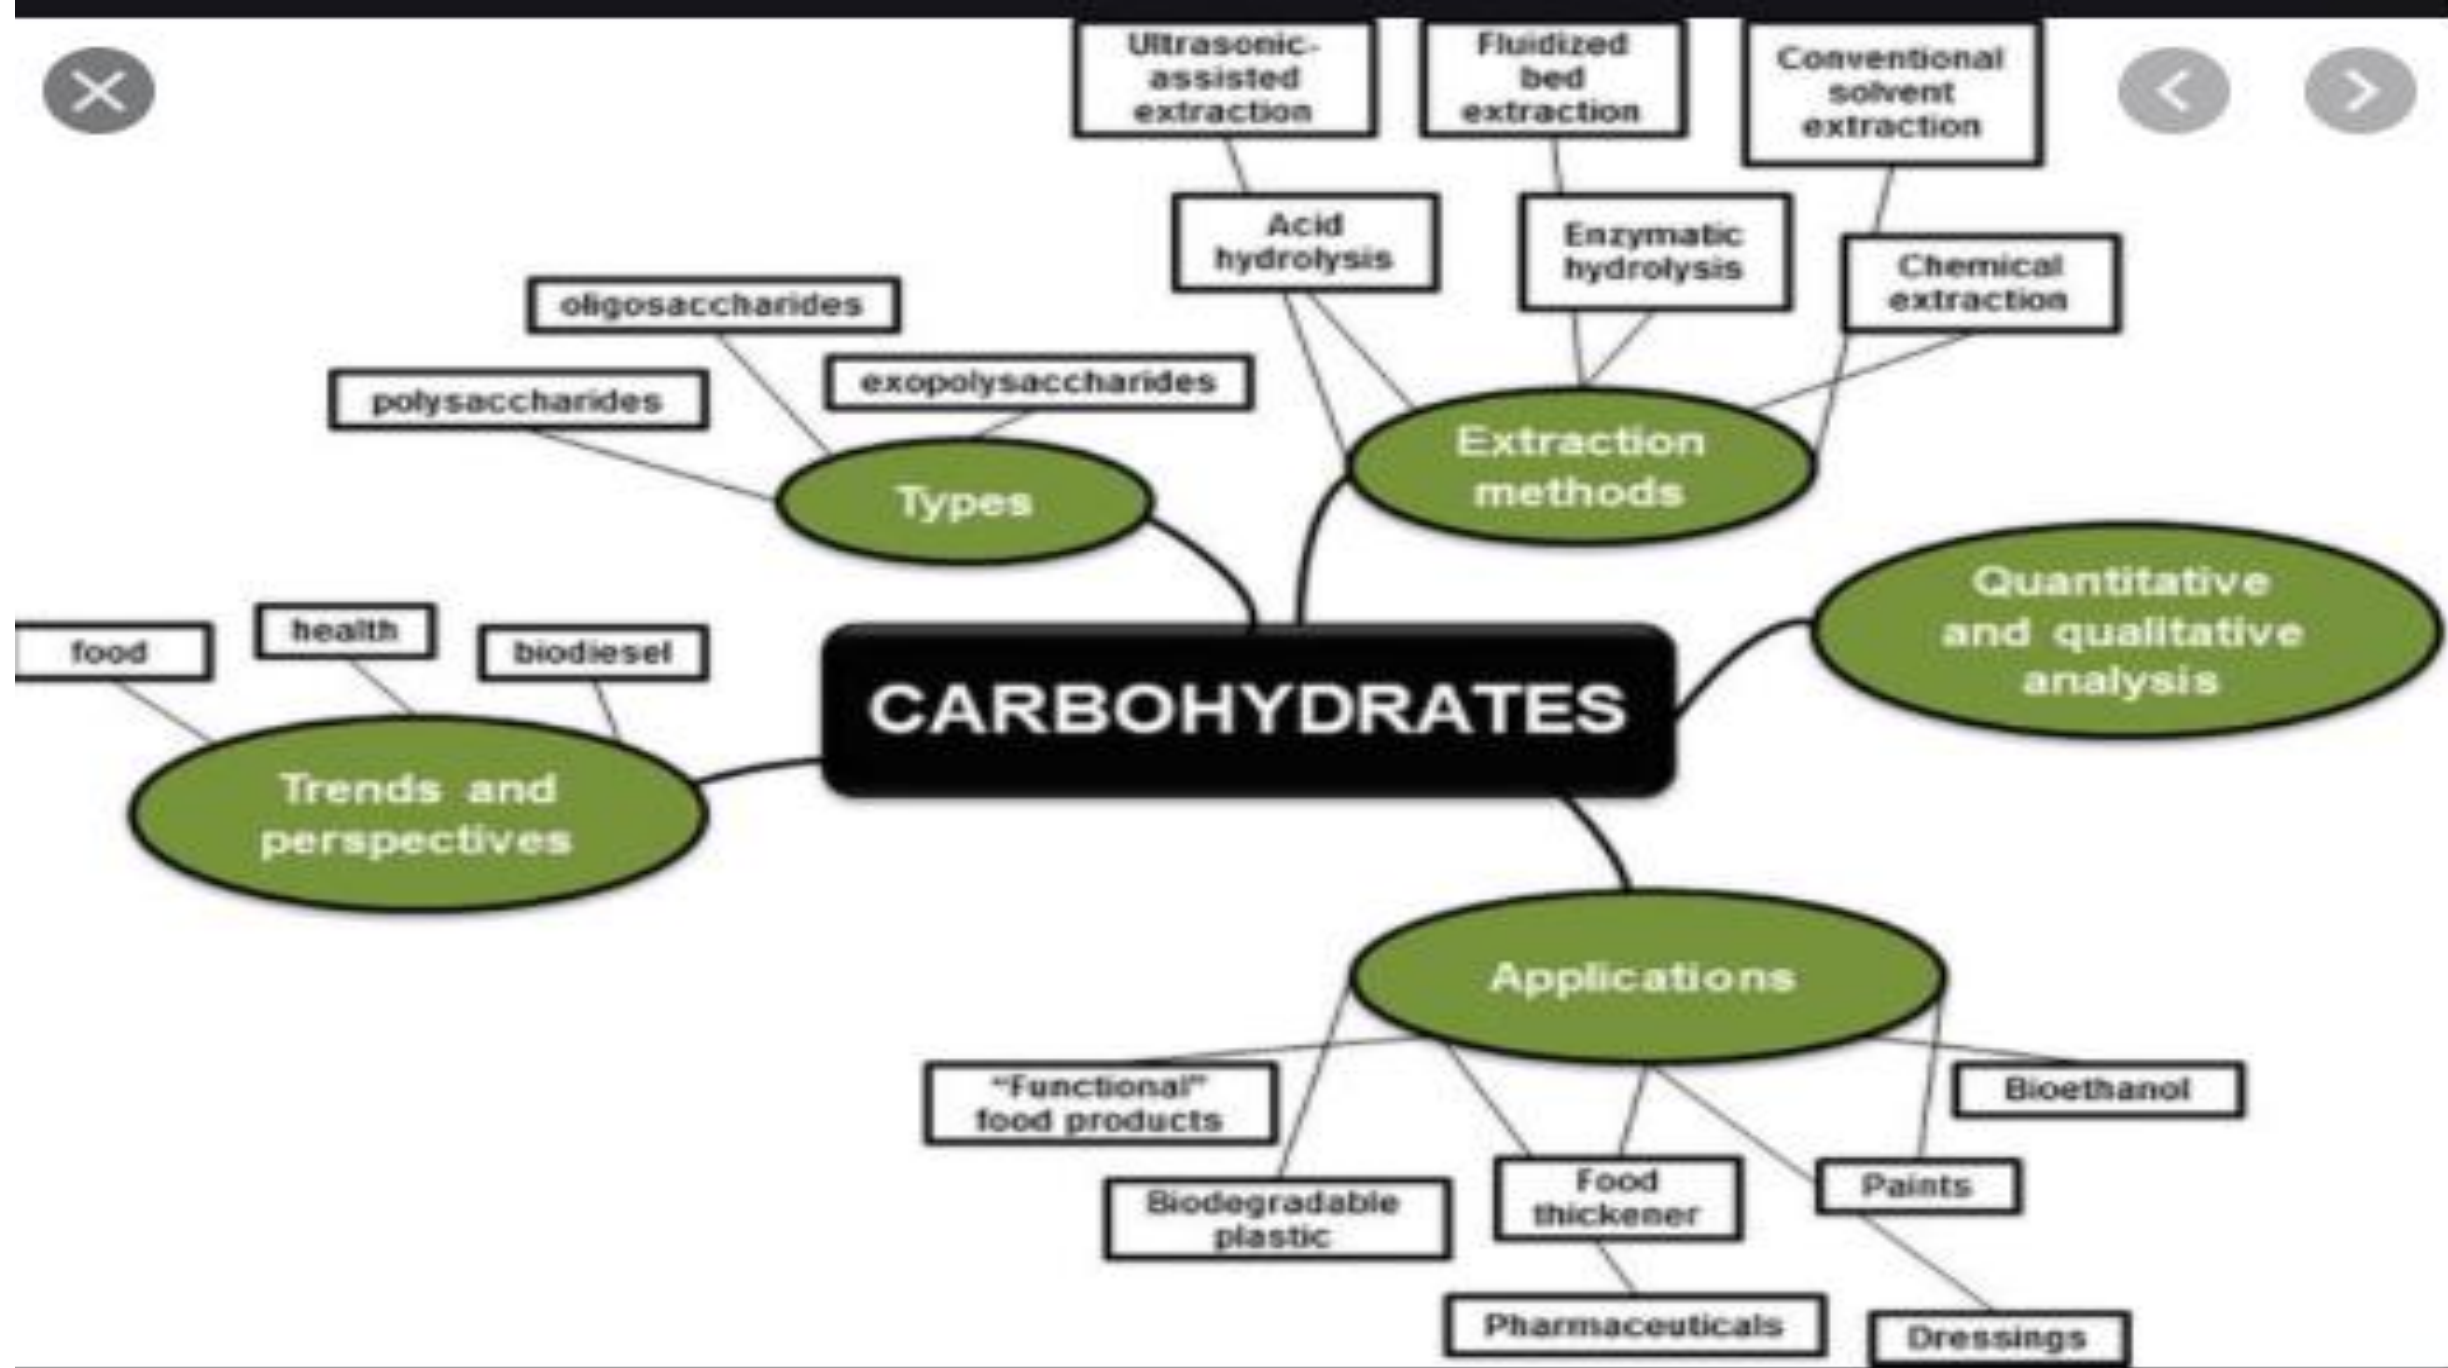 Ultrasonic-
assisted
extraction
Fluidized
bed
extraction
Conventional
solvent
extraction
Acid
hydrolysis
Enzymatic
hydrolysis
Chemical
extraction
oligosaccharides
exopolysaccharides
polysaccharides
Extraction
methods
Types
Quantitative
and qualitative
analysis
food
health
biodiesel
CARBOHYDRATES
Trends and
perspectives
Applications
“Functional”
food products
Bioethanol
Biodegradable
plastic
Food
thickener
Paints
Pharmaceuticals
Dressings